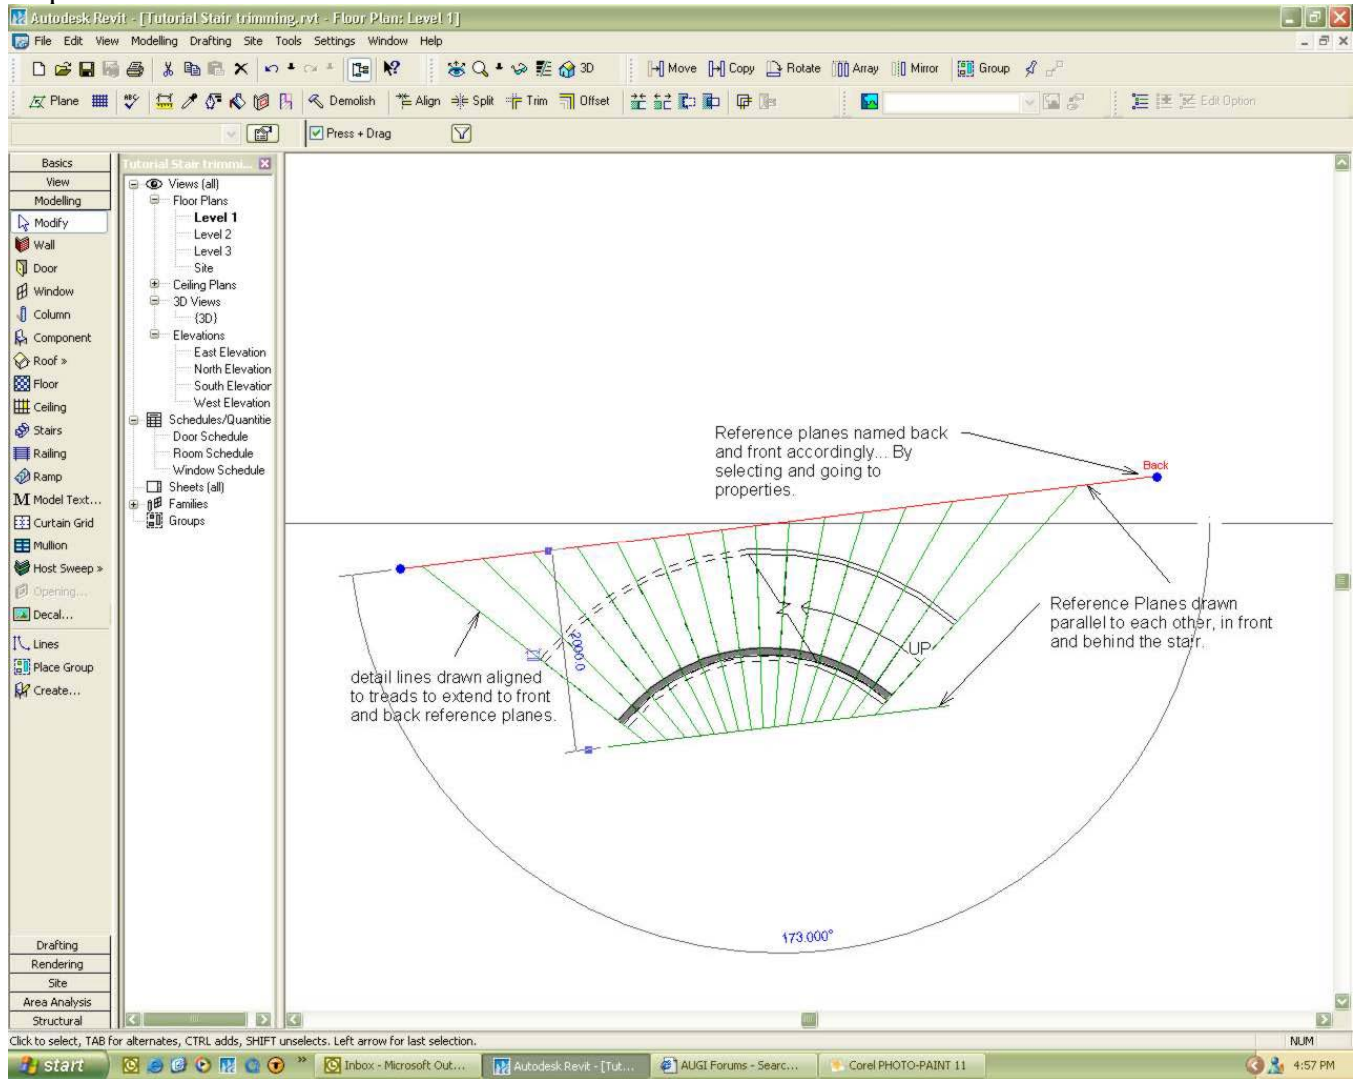 Autodesk Revit - [Tutorial Stair trimming.rvt - Floor Plan: Level 1]
File Edit View Modelling Drafting Site Tools Settings Window Help
3D Move Copy Rotate Array Mirror Group
Plane Demolish Align Split Trim Offset Edit Option
Press + Drag
Basics
View
Modelling
Modify
Wall
Door
Window
Column
Component
Roof »
Floor
Ceiling
Stairs
Railing
Ramp
Model Text...
Curtain Grid
Mullion
Host Sweep »
Opening...
Decal...
Lines
Place Group
Create...
Drafting
Rendering
Site
Area Analysis
Structural
Tutorial Stair trimmi...
Views (all)
Floor Plans
Level 1
Level 2
Level 3
Site
Ceiling Plans
3D Views
{3D}
Elevations
East Elevation
North Elevation
South Elevation
West Elevation
Schedules/Quantitie
Door Schedule
Room Schedule
Window Schedule
Sheets (all)
Families
Groups
Reference planes named back
and front accordingly... By
selecting and going to
properties.
Back
Reference Planes drawn
parallel to each other, in front
and behind the stair.
UP
2000.0
detail lines drawn aligned
to treads to extend to front
and back reference planes.
173.000°
Click to select, TAB for alternates, CTRL adds, SHIFT unselects. Left arrow for last selection.
NUM
start
Inbox - Microsoft Out...
Autodesk Revit - [Tut...
AUGI Forums - Searc...
Corel PHOTO-PAINT 11
4:57 PM